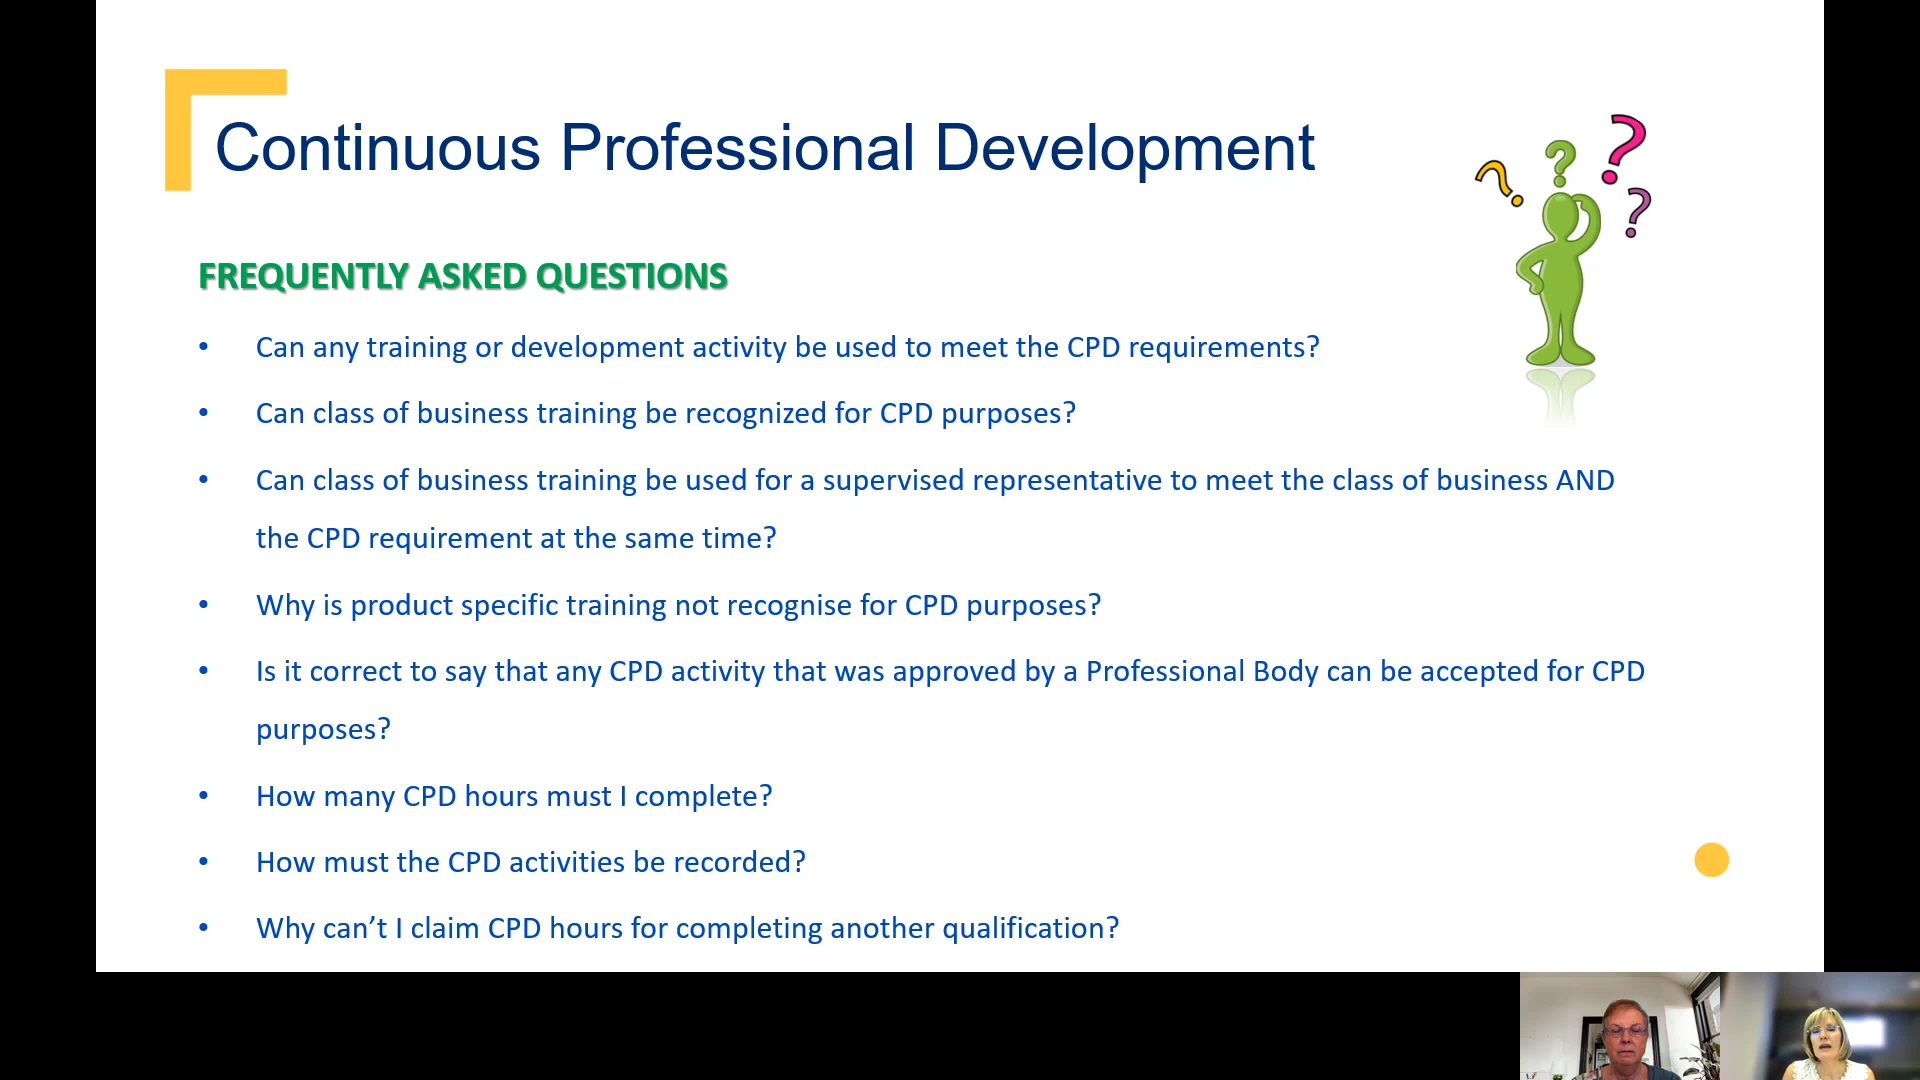 Continuous Professional Development
FREQUENTLY ASKED QUESTIONS
• Can any training or development activity be used to meet the CPD requirements?
• Can class of business training be recognized for CPD purposes?
• Can class of business training be used for a supervised representative to meet the class of business AND
the CPD requirement at the same time?
• Why is product specific training not recognise for CPD purposes?
• Is it correct to say that any CPD activity that was approved by a Professional Body can be accepted for CPD
purposes?
• How many CPD hours must I complete?
• How must the CPD activities be recorded?
• Why can’t I claim CPD hours for completing another qualification?